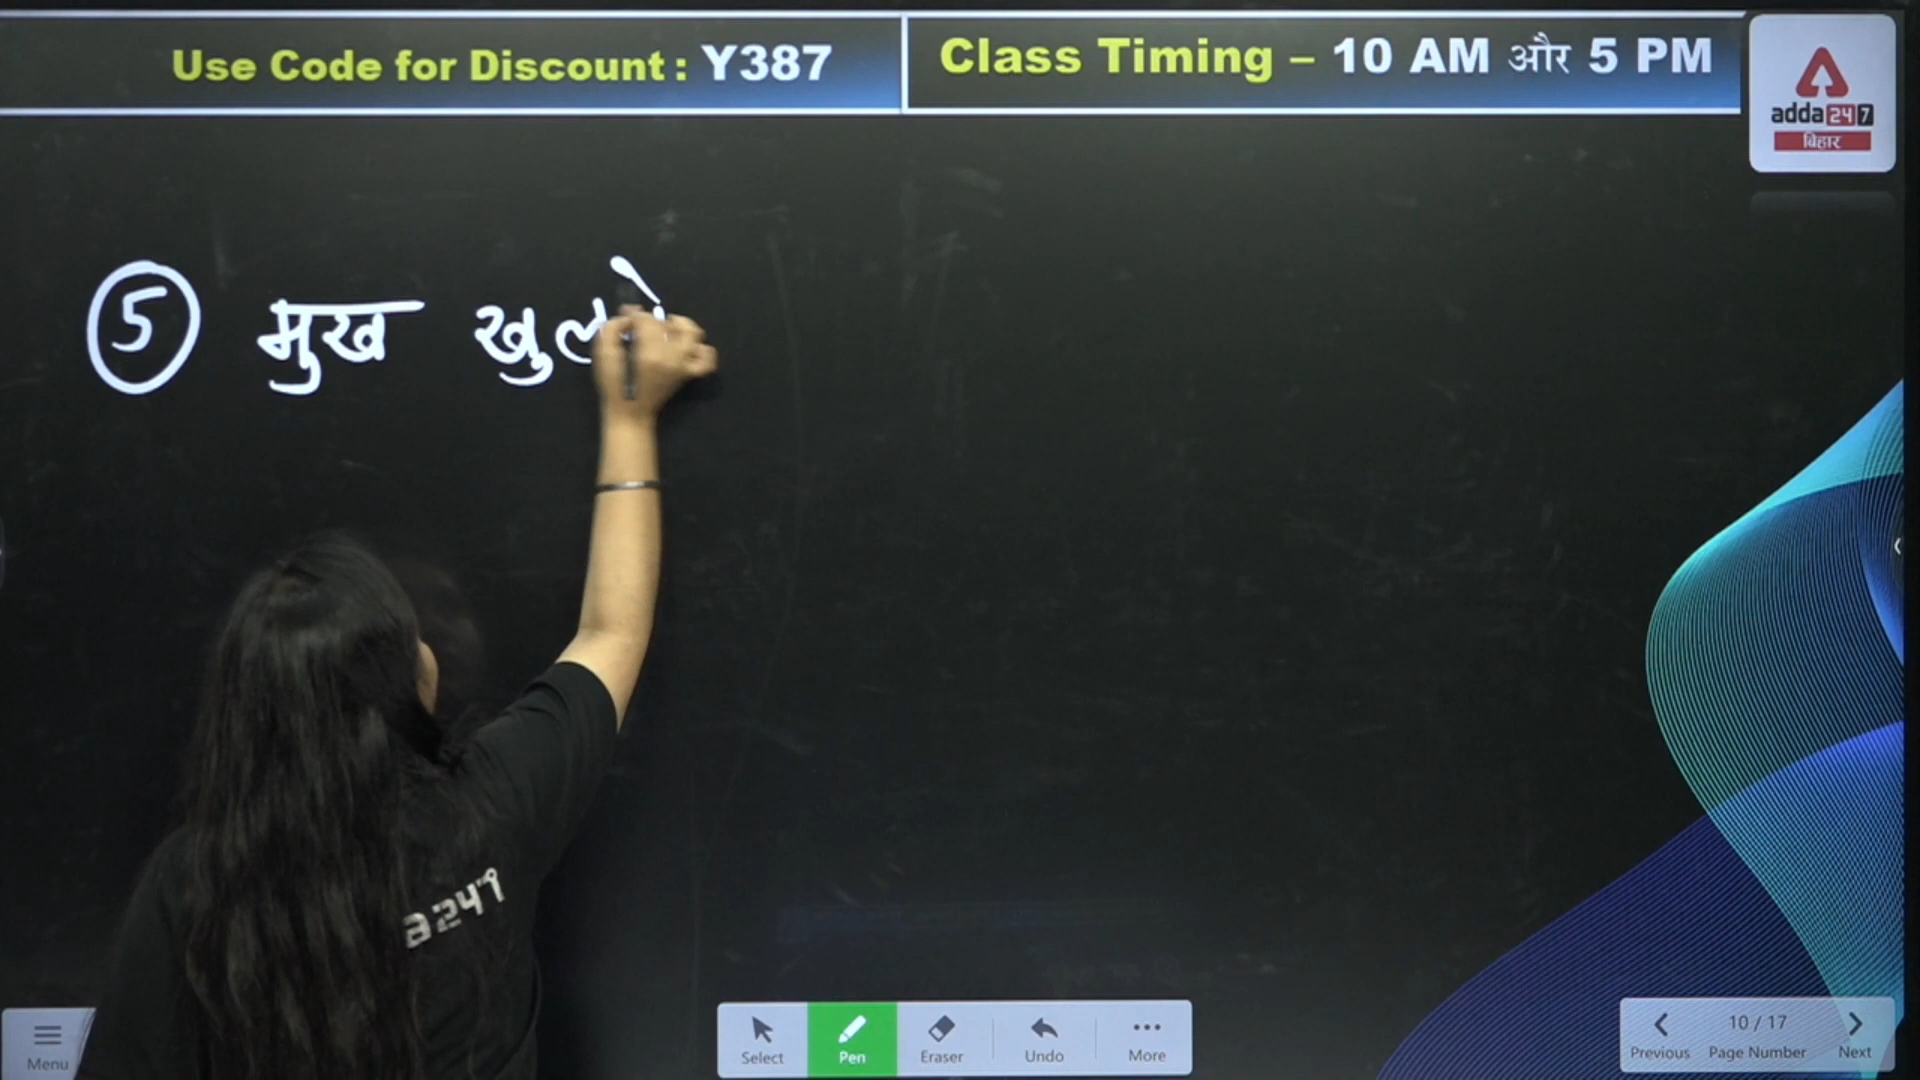 Use Code for Discount : Y387
Class Timing – 10 AM और 5 PM
adda247
बिहार
5 मुख
a247
Menu
Select
Pen
Eraser
Undo
More
10 / 17
Previous
Page Number
Next